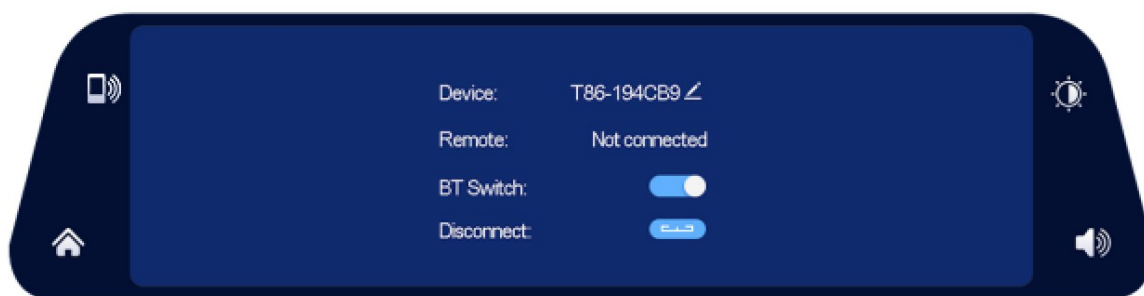 Device: T86-194CB9
Remote: Not connected
BT Switch:
Disconnect: